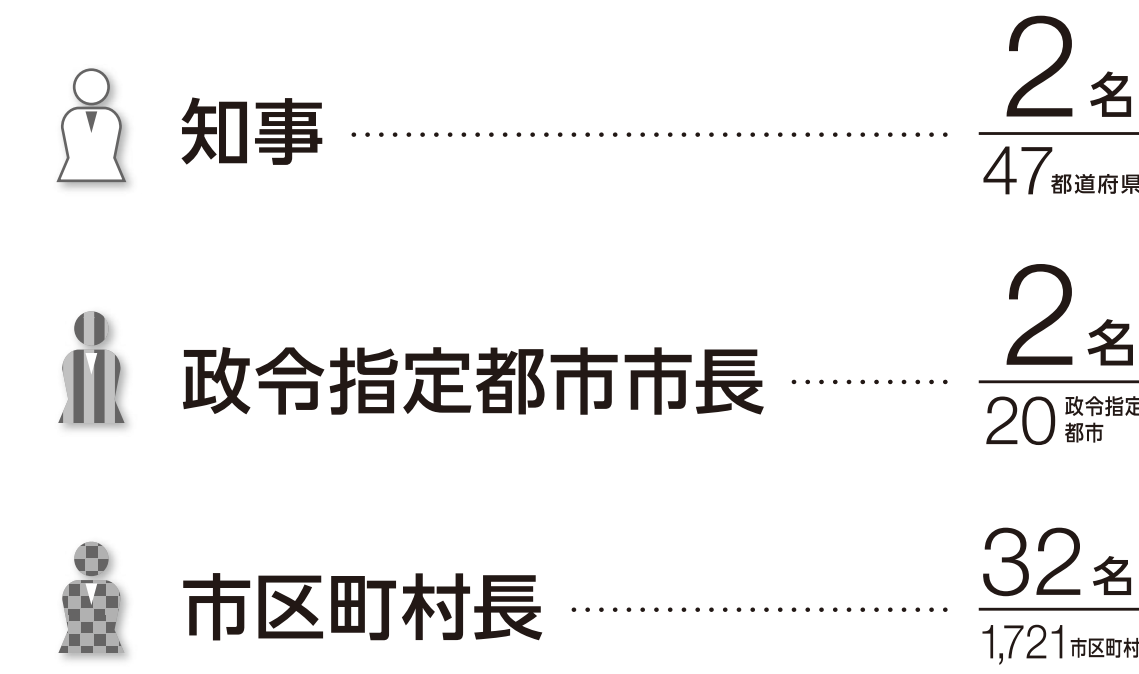 知事
2名
47都道府県
政令指定都市市長
2名
20政令指定
都市
市区町村長
32名
1,721市区町村